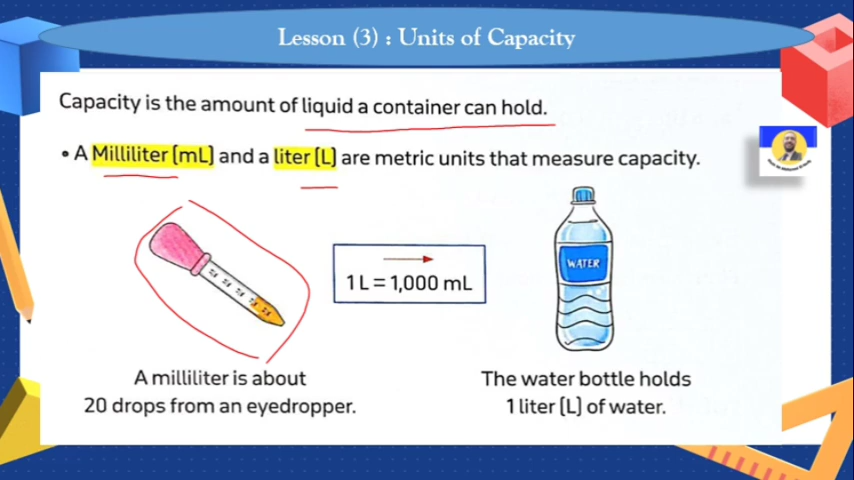 Lesson (3) : Units of Capacity
Capacity is the amount of liquid a container can hold.
• A Milliliter (mL) and a liter (L) are metric units that measure capacity.
1 L = 1,000 mL
WATER
A milliliter is about
20 drops from an eyedropper.
The water bottle holds
1 liter (L) of water.